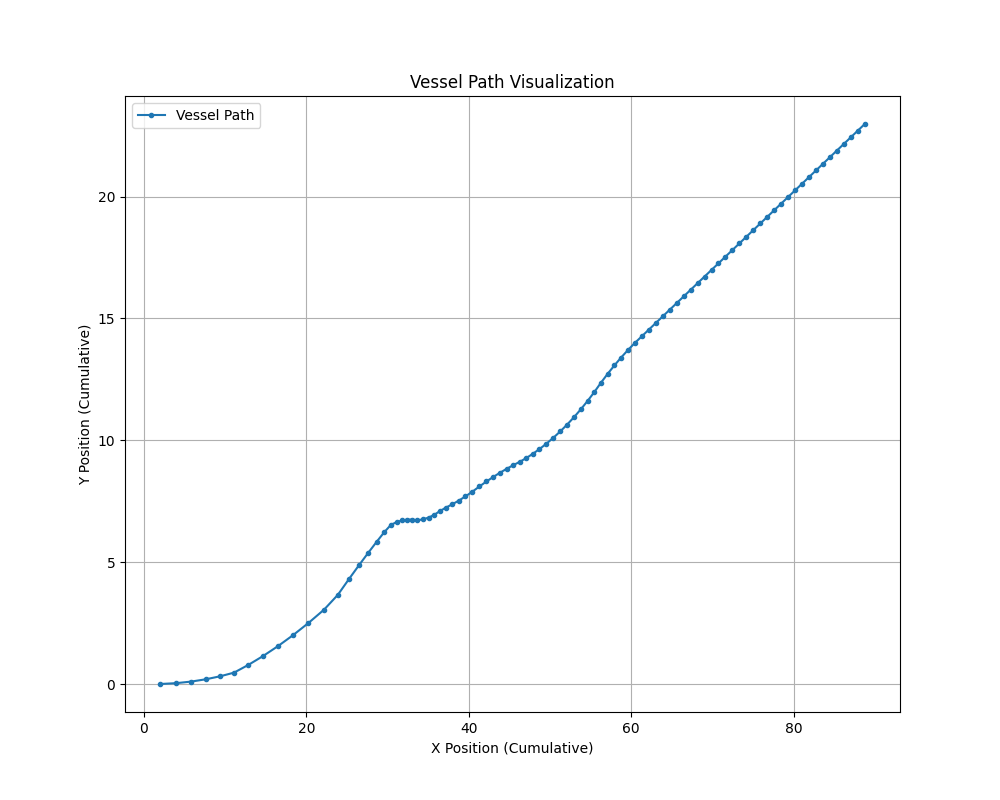 Vessel Path Visualization
Vessel Path
Y Position (Cumulative)
20
15
10
5
0
0 20 40 60 80
X Position (Cumulative)